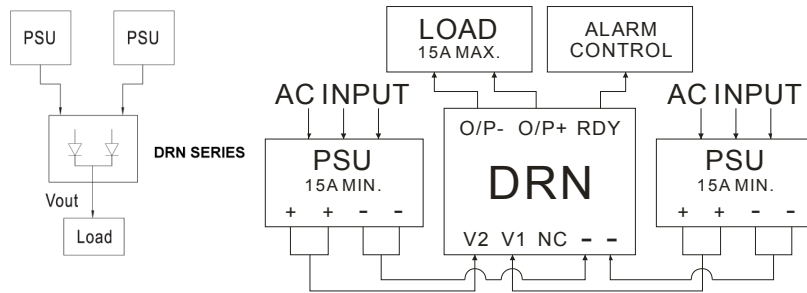 PSU PSU
DRN SERIES
Vout
Load
LOAD
15A MAX.
ALARM
CONTROL
AC INPUT
AC INPUT
O/P- O/P+ RDY
DRN
V2 V1 NC - -
PSU
15A MIN.
+ + - -
PSU
15A MIN.
+ + - -